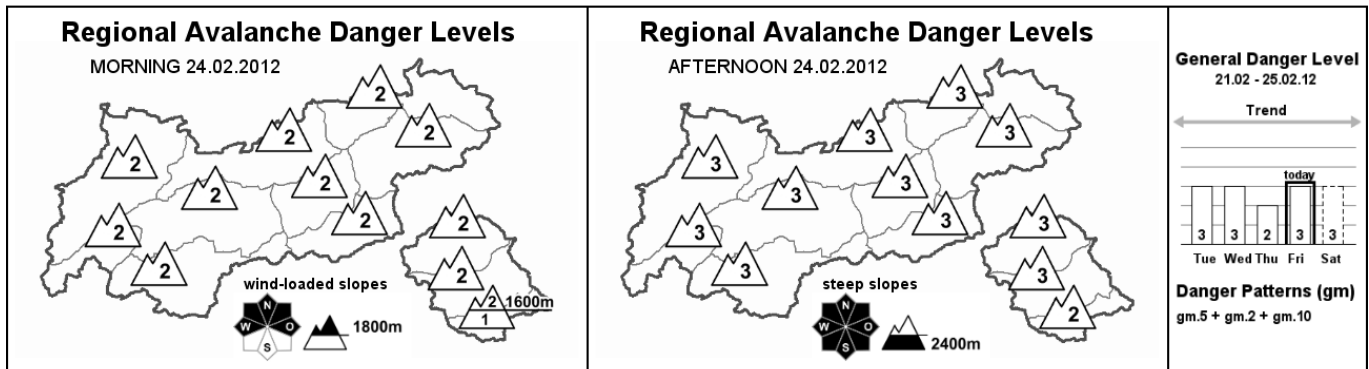 Regional Avalanche Danger Levels
MORNING 24.02.2012
2
2
2
2
2
2
2
2
2
2
2
2
2 1600m
1
wind-loaded slopes
N
W O
S
1800m
Regional Avalanche Danger Levels
AFTERNOON 24.02.2012
3
3
3
3
3
3
3
3
3
3
3
2
steep slopes
N
W O
S
2400m
General Danger Level
21.02 - 25.02.12
Trend
today
3 3 2 3 3
Tue Wed Thu Fri Sat
Danger Patterns (gm)
gm.5 + gm.2 + gm.10